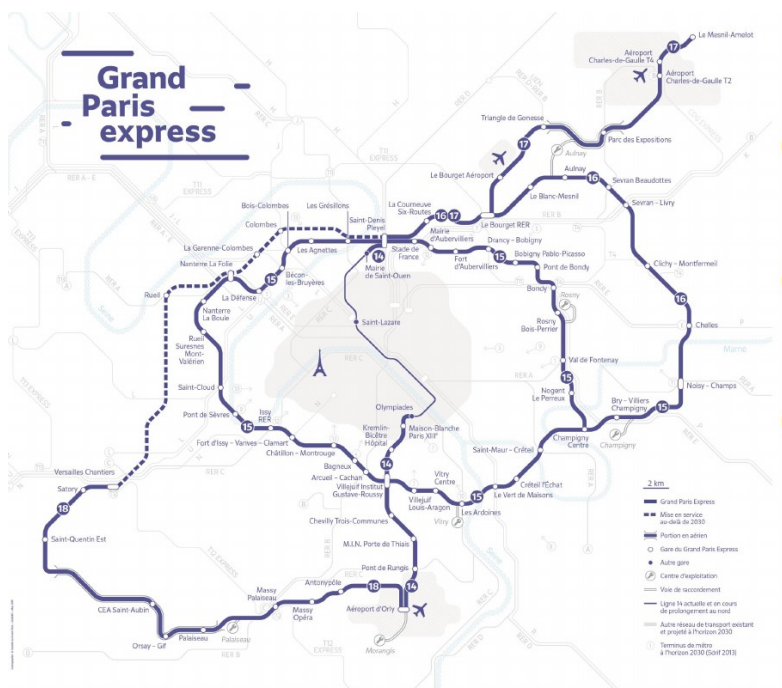 Grand
Paris
express
Le Mesnil-Amelot
17
Aéroport
Charles-de-Gaulle T4
Aéroport
Charles-de-Gaulle T2
Triangle de Gonesse
Parc des Expositions
17
Aulnay
Le Bourget Aéroport
Aulnay
16
Sevran Beaudottes
Le Blanc-Mesnil
Sevran - Livry
La Courneuve
Six-Routes
16
17
Le Bourget RER
Bois-Colombes
Les Grésillons
Colombes
Saint-Denis
Pleyel
Mairie
d'Aubervilliers
Drancy - Bobigny
La Garenne-Colombes
Les Agnettes
Stade de
France
14
Mairie
de Saint-Ouen
Fort
d'Aubervilliers
15
Bobigny Pablo-Picasso
Pont de Bondy
Clichy - Montfermeil
Nanterre La Folie
Bécon-
les-Bruyères
15
La Défense
Rueil
Bondy
Rosny
16
Nanterre
La Boule
Rosny
Bois-Perrier
Chelles
Saint-Lazare
Marne
Rueil
Suresnes
Mont-
Valérien
Val de Fontenay
15
Saint-Cloud
Nogent
Le Perreux
Noisy - Champs
Bry - Villiers
Champigny
15
Olympiades
Pont de Sèvres
15
Issy
RER
Kremlin-
Bicêtre
Hôpital
Maison-Blanche
Paris XIIIe
Champigny
Centre
Champigny
Fort d'Issy - Vanves - Clamart
Châtillon - Montrouge
14
Saint-Maur - Créteil
Bagneux
Arcueil - Cachan
Villejuif Institut
Gustave-Roussy
Vitry
Centre
Créteil l'Échat
Versailles Chantiers
15
Le Vert de Maisons
Satory
Villejuif
Louis-Aragon
Les Ardoines
Vitry
18
Chevilly Trois-Communes
Seine
Saint-Quentin Est
M.I.N. Porte de Thiais
Pont de Rungis
Antonypôle
18
14
Massy
Palaiseau
Aéroport d'Orly
CEA Saint-Aubin
Massy
Opéra
Palaiseau
Orsay - Gif
Palaiseau
Morangis
2 km
Grand Paris Express
Mise en service
au-delà de 2030
Portion en aérien
Gare du Grand Paris Express
Autre gare
Centre d'exploitation
Voie de raccordement
Ligne 14 actuelle et en cours
de prolongement au nord
Autre réseau de transport existant
et projeté à l'horizon 2030
Terminus de métro
à l'horizon 2030 (Sdrif 2013)